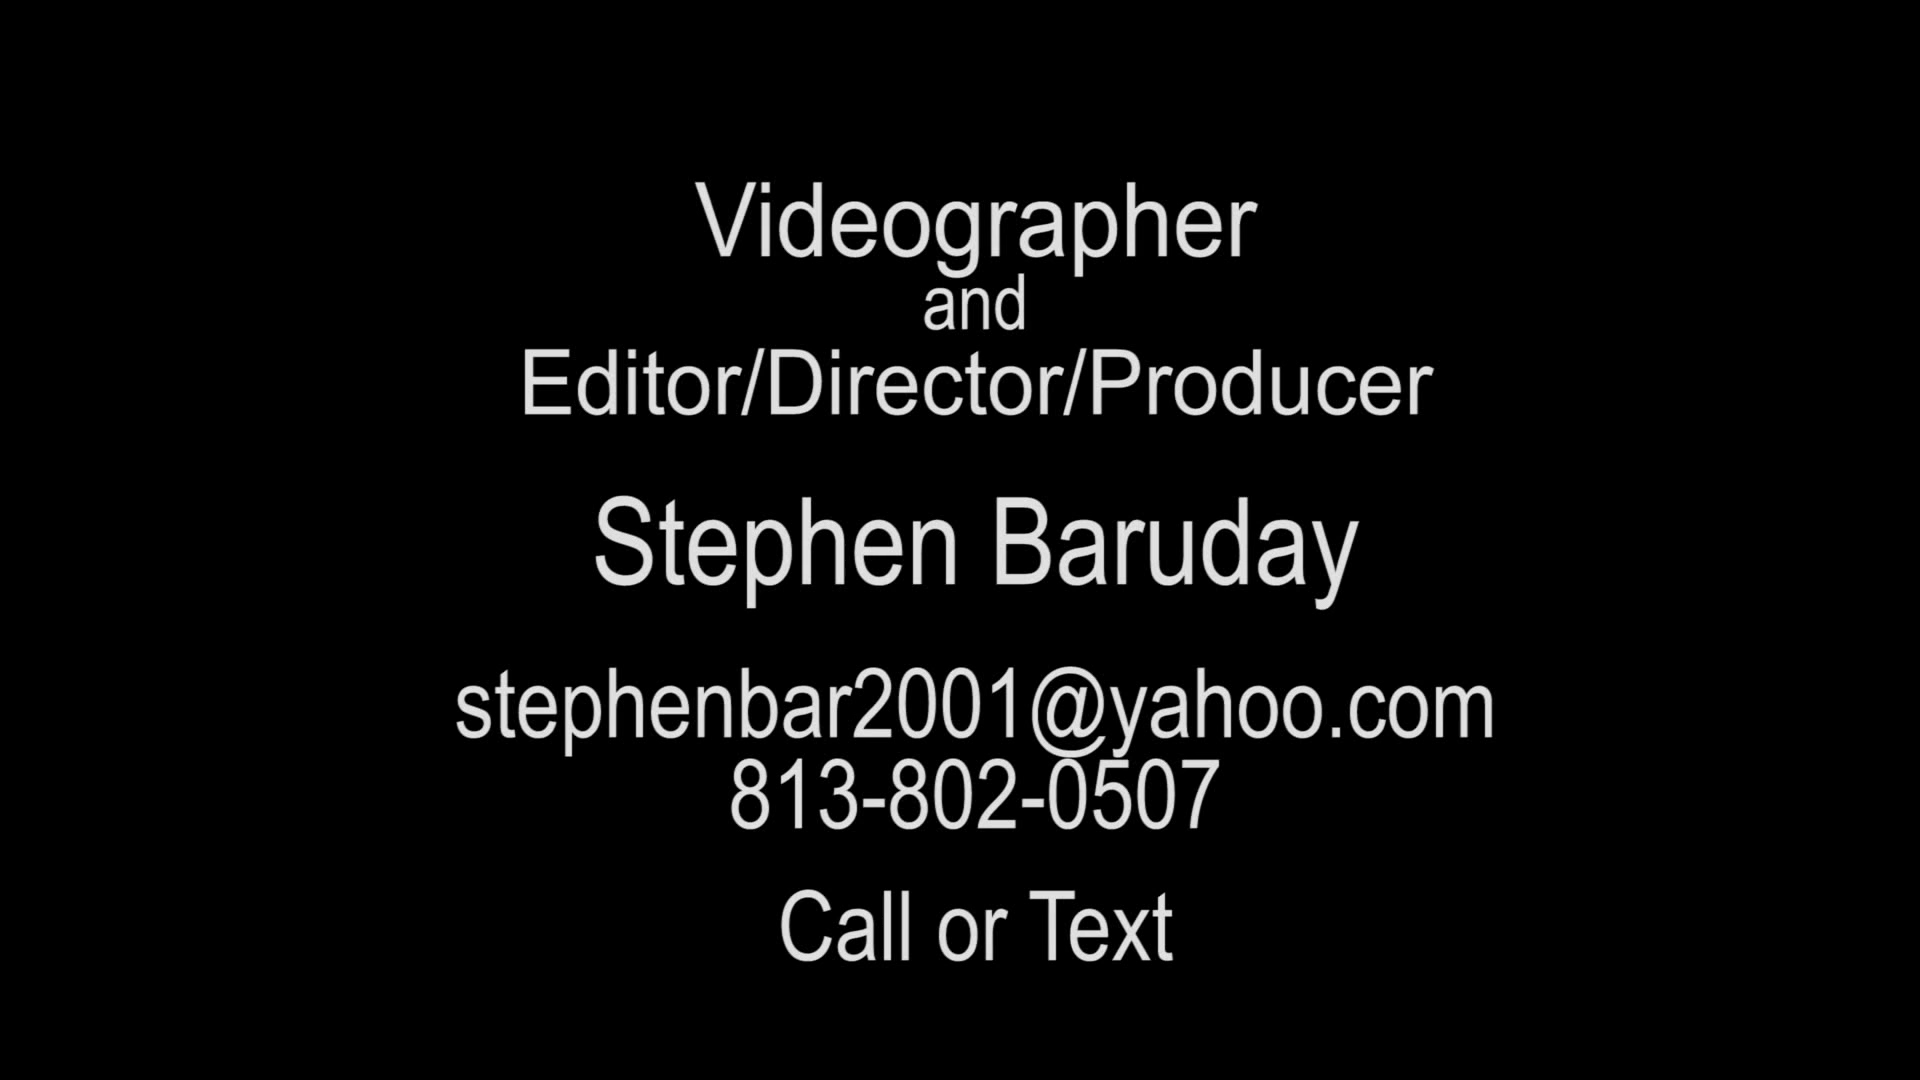 Videographer
and
Editor/Director/Producer
Stephen Baruday
stephenbar2001@yahoo.com
813-802-0507
Call or Text